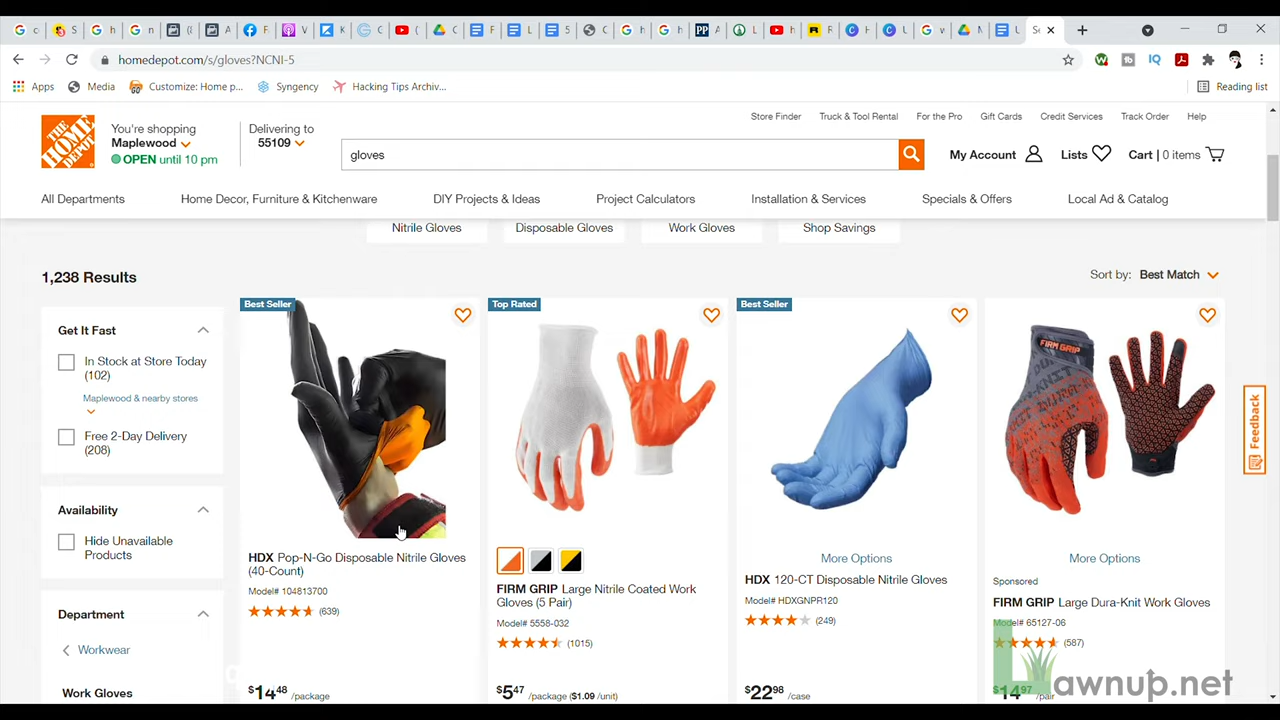 homedepot.com/s/gloves?NCNI-5
Apps
Media
Customize: Home p...
Syngency
Hacking Tips Archiv...
Reading list
THE HOME DEPOT
You're shopping
Maplewood
OPEN until 10 pm
Delivering to
55109
Store Finder
Truck & Tool Rental
For the Pro
Gift Cards
Credit Services
Track Order
Help
gloves
My Account
Lists
Cart | 0 items
All Departments
Home Decor, Furniture & Kitchenware
DIY Projects & Ideas
Project Calculators
Installation & Services
Specials & Offers
Local Ad & Catalog
Nitrile Gloves
Disposable Gloves
Work Gloves
Shop Savings
1,238 Results
Sort by: Best Match
Get It Fast
In Stock at Store Today
(102)
Maplewood & nearby stores
Free 2-Day Delivery
(208)
Availability
Hide Unavailable
Products
Department
Workwear
Work Gloves
Best Seller
HDX Pop-N-Go Disposable Nitrile Gloves
(40-Count)
Model# 104813700
(639)
$14.48 /package
Top Rated
FIRM GRIP Large Nitrile Coated Work
Gloves (5 Pair)
Model# 5558-032
(1015)
$5.47 /package ($1.09 /unit)
Best Seller
More Options
HDX 120-CT Disposable Nitrile Gloves
Model# HDXGNPR120
(249)
$22.98 /case
FIRM GRIP
More Options
Sponsored
FIRM GRIP Large Dura-Knit Work Gloves
Model# 65127-06
(587)
$14.97 /pair
Feedback
Lawnup.net